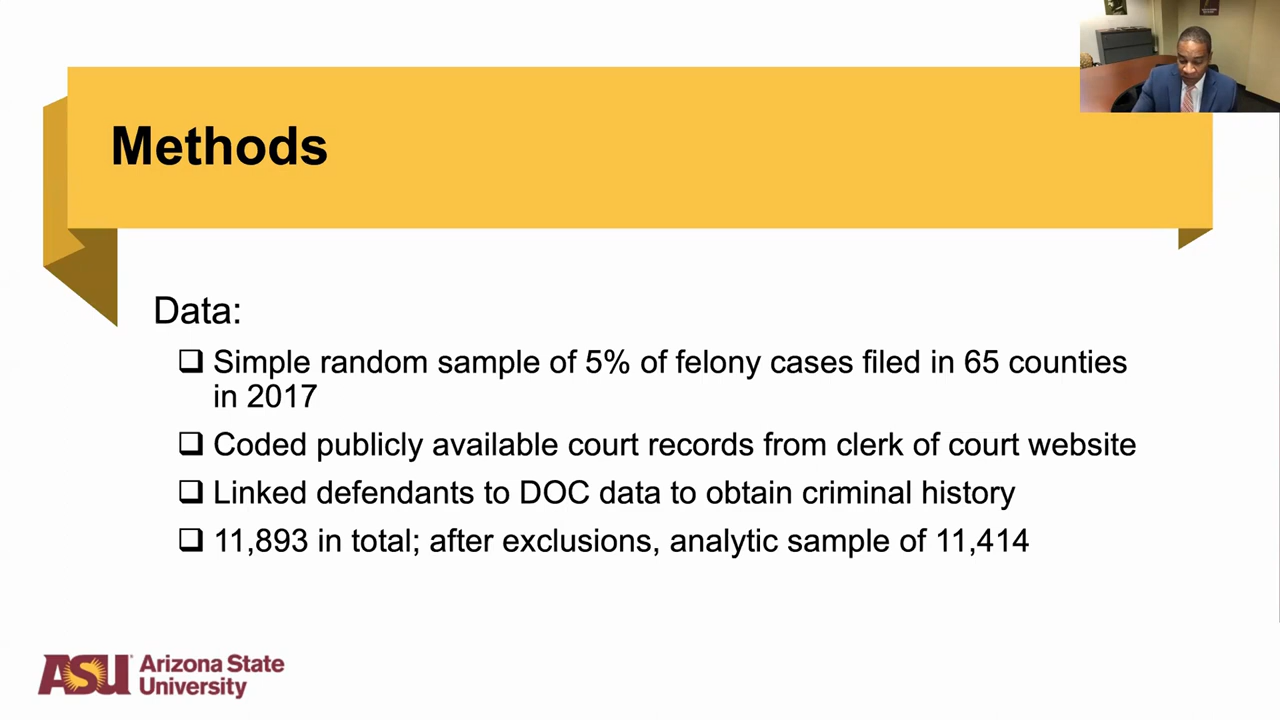 Methods
Data:
Simple random sample of 5% of felony cases filed in 65 counties
in 2017
Coded publicly available court records from clerk of court website
Linked defendants to DOC data to obtain criminal history
11,893 in total; after exclusions, analytic sample of 11,414
ASU Arizona State
University